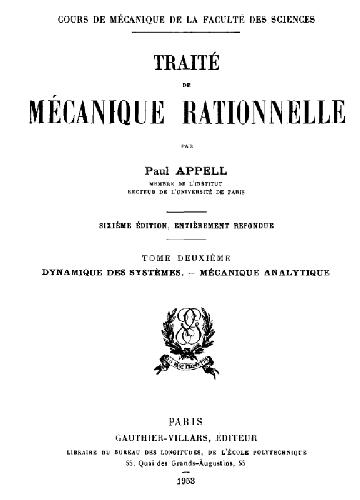 COURS DE MÉCANIQUE DE LA FACULTÉ DES SCIENCES
TRAITÉ
DE
MÉCANIQUE RATIONNELLE
PAR
Paul APPELL
MEMBRE DE L'INSTITUT
RECTEUR DE L'UNIVERSITÉ DE PARIS
SIXIÈME ÉDITION, ENTIÈREMENT REFONDUE
TOME DEUXIÈME
DYNAMIQUE DES SYSTÈMES. — MÉCANIQUE ANALYTIQUE
PARIS
GAUTHIER-VILLARS, ÉDITEUR
LIBRAIRE DU BUREAU DES LONGITUDES, DE L'ÉCOLE POLYTECHNIQUE
55, Quai des Grands-Augustins, 55
1953